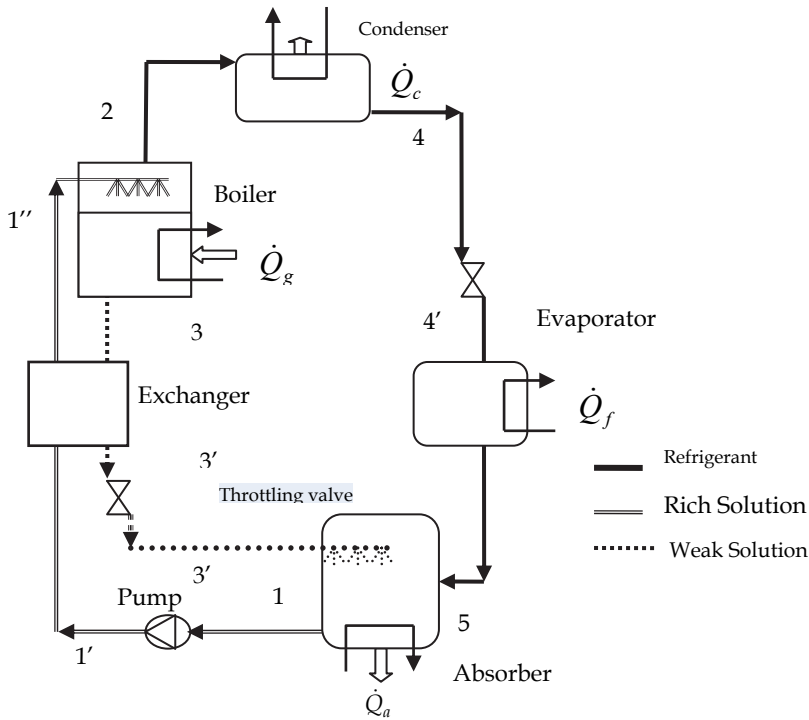 Condenser
Q̇c
2
4
Boiler
1''
Q̇g
4'
Evaporator
3
Exchanger
Q̇f
3'
Refrigerant
Throttling valve
Rich Solution
Weak Solution
3'
Pump
1
5
1'
Absorber
Q̇a